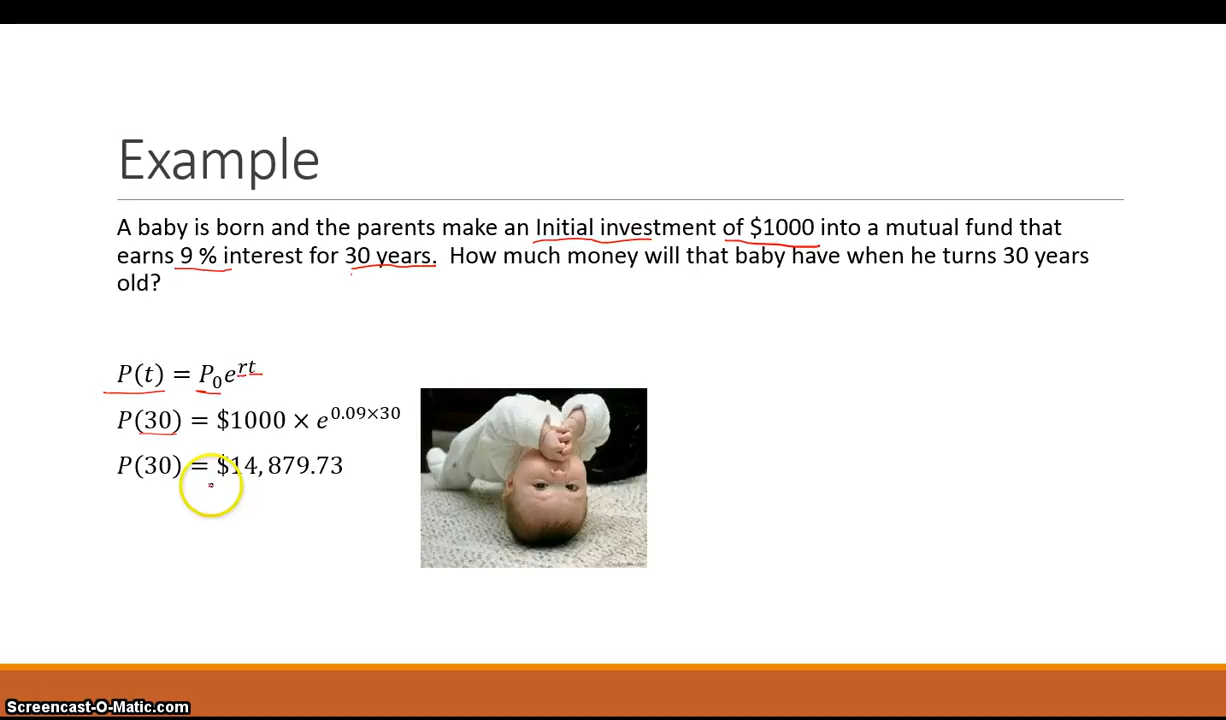 Example
A baby is born and the parents make an Initial investment of $1000 into a mutual fund that
earns 9 % interest for 30 years.  How much money will that baby have when he turns 30 years
old?
P(t) = P₀e^{rt}
P(30) = $1000 × e^{0.09×30}
P(30) = $14,879.73
Screencast-O-Matic.com